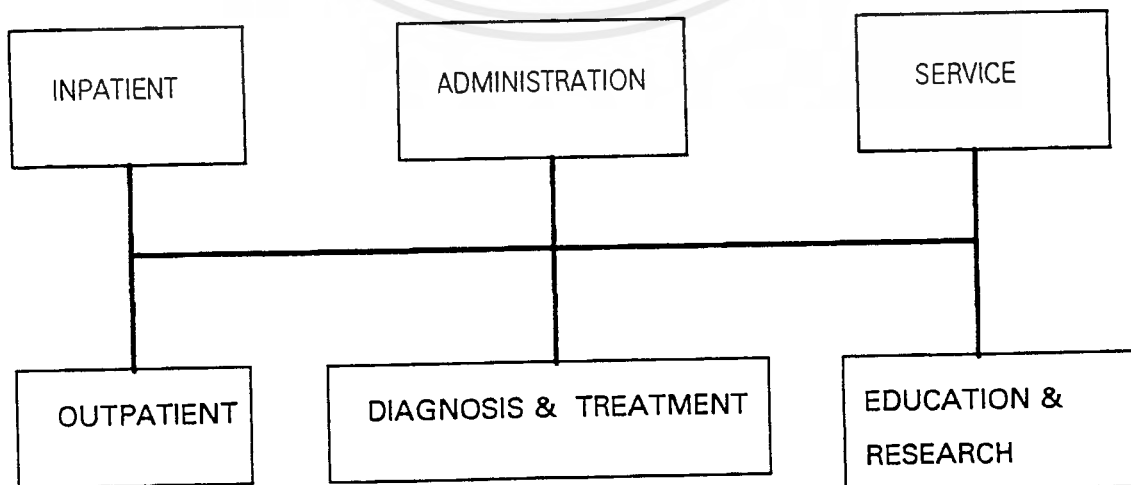 INPATIENT
ADMINISTRATION
SERVICE
OUTPATIENT
DIAGNOSIS & TREATMENT
EDUCATION &
RESEARCH